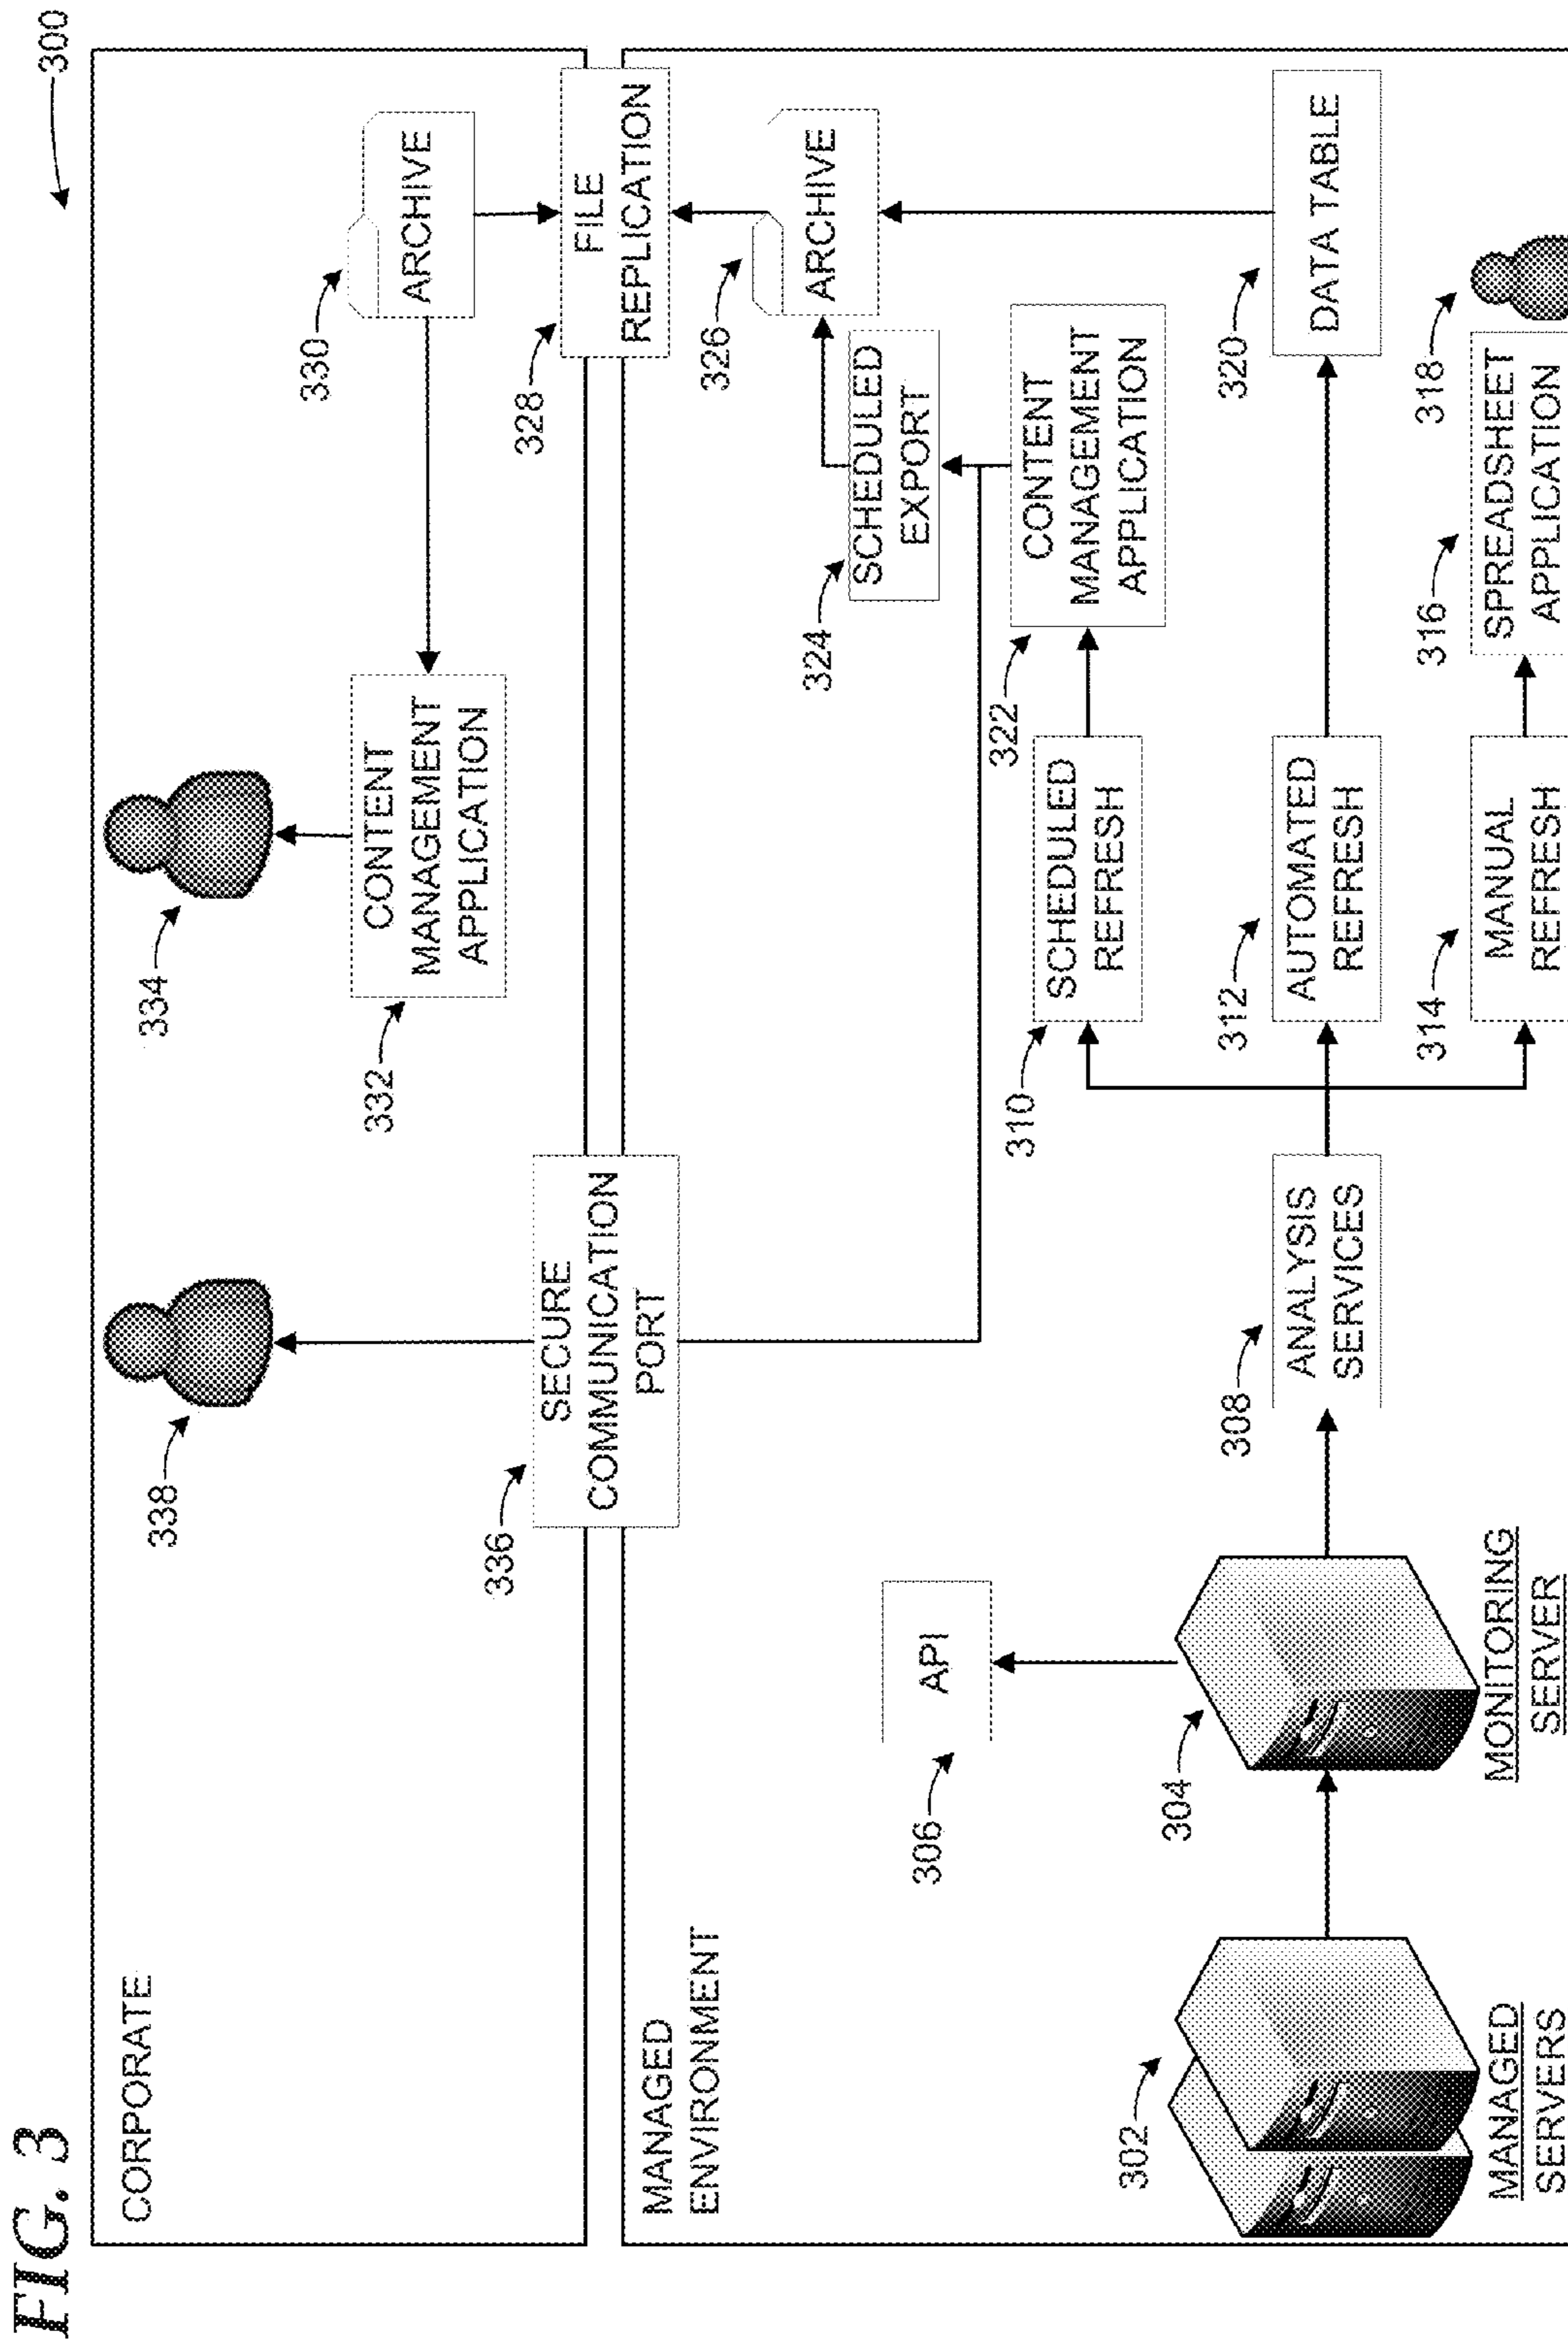 FIG. 3
300
CORPORATE
338
334
332
CONTENT
MANAGEMENT
APPLICATION
330
ARCHIVE
336
SECURE
COMMUNICATION
PORT
328
FILE
REPLICATION
MANAGED
ENVIRONMENT
306
API
324
SCHEDULED
EXPORT
326
ARCHIVE
310
SCHEDULED
REFRESH
322
CONTENT
MANAGEMENT
APPLICATION
302
MANAGED
SERVERS
304
MONITORING
SERVER
308
ANALYSIS
SERVICES
312
AUTOMATED
REFRESH
320
DATA TABLE
314
MANUAL
REFRESH
316
SPREADSHEET
APPLICATION
318